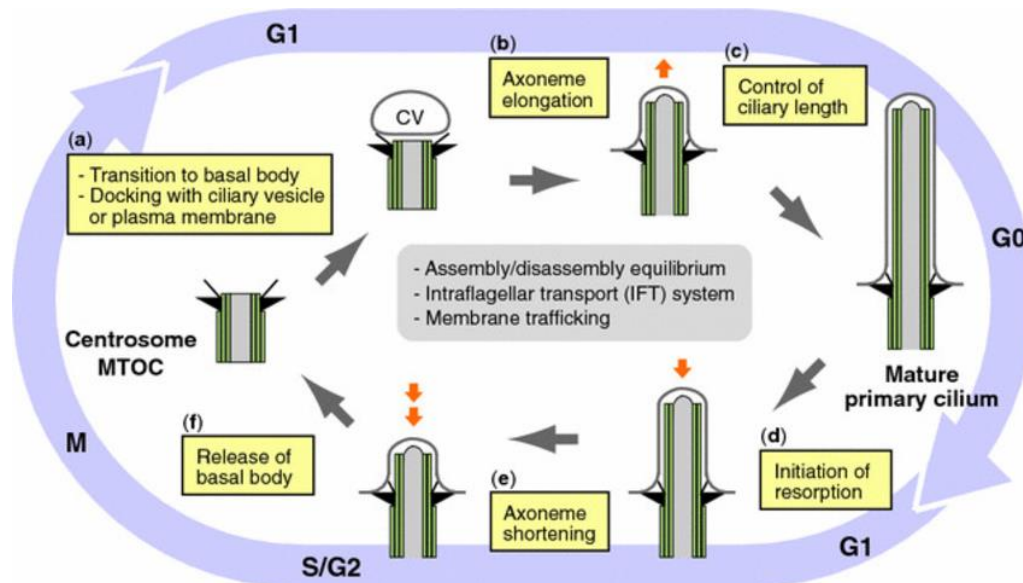 G1
(a)
- Transition to basal body
- Docking with ciliary vesicle
or plasma membrane
CV
(b)
Axoneme
elongation
(c)
Control of
ciliary length
G0
- Assembly/disassembly equilibrium
- Intraflagellar transport (IFT) system
- Membrane trafficking
Centrosome
MTOC
Mature
primary cilium
(d)
Initiation of
resorption
G1
(e)
Axoneme
shortening
(f)
Release of
basal body
S/G2
M